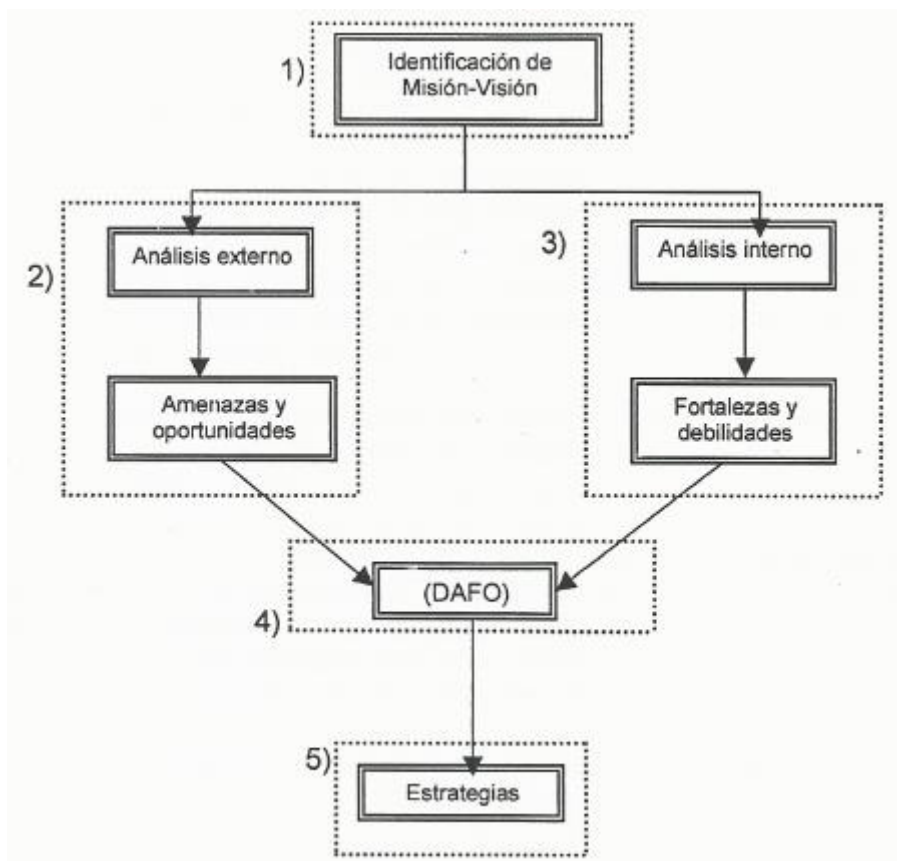 1)
Identificación de
Misión-Visión
2)
Análisis externo
Amenazas y
oportunidades
3)
Análisis interno
Fortalezas y
debilidades
4)
(DAFO)
5)
Estrategias